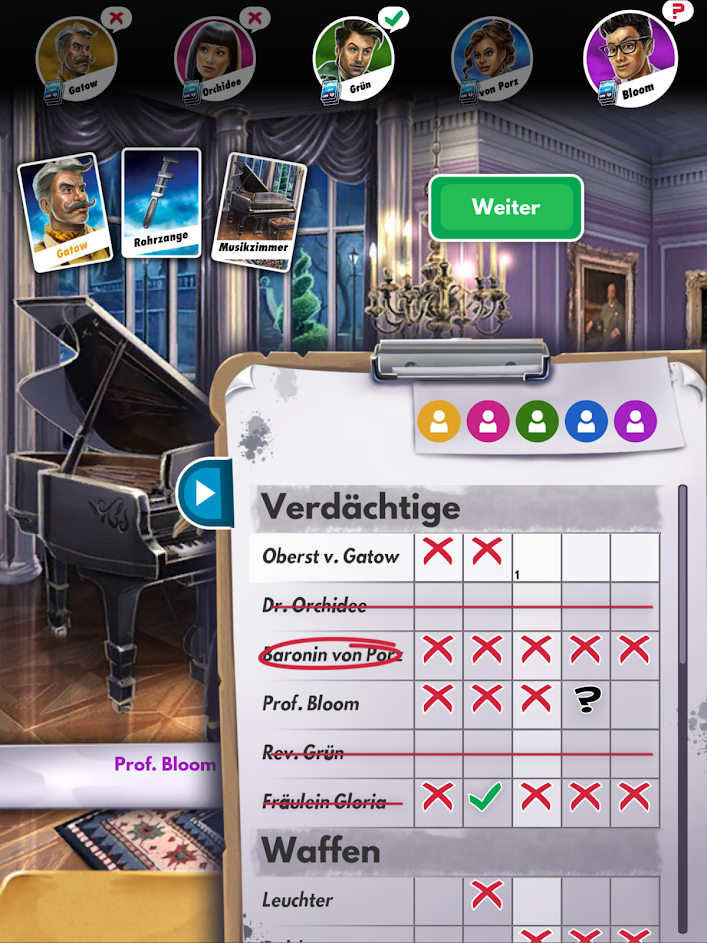 ?
Gatow
Orchidee
Grün
von Porz
Bloom
Gatow
Rohrzange
Musikzimmer
Weiter
Verdächtige
Oberst v. Gatow
1
Dr. Orchidee
Baronin von Porz
Prof. Bloom
?
Rev. Grün
Prof. Bloom
Fräulein Gloria
Waffen
Leuchter